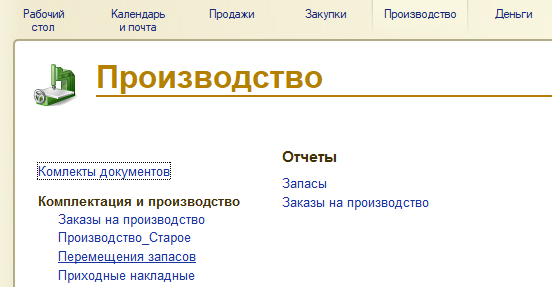 Рабочий стол
Календарь и почта
Продажи
Закупки
Производство
Деньги
Производство
Комлекты документов
Комплектация и производство
Заказы на производство
Производство_Старое
Перемещения запасов
Приходные накладные
Отчеты
Запасы
Заказы на производство